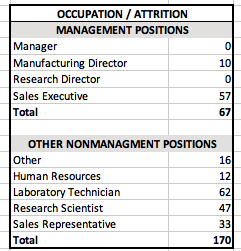 OCCUPATION / ATTRITION
MANAGEMENT POSITIONS
Manager 0
Manufacturing Director 10
Research Director 0
Sales Executive 57
Total 67
OTHER NONMANAGMENT POSITIONS
Other 16
Human Resources 12
Laboratory Technician 62
Research Scientist 47
Sales Representative 33
Total 170